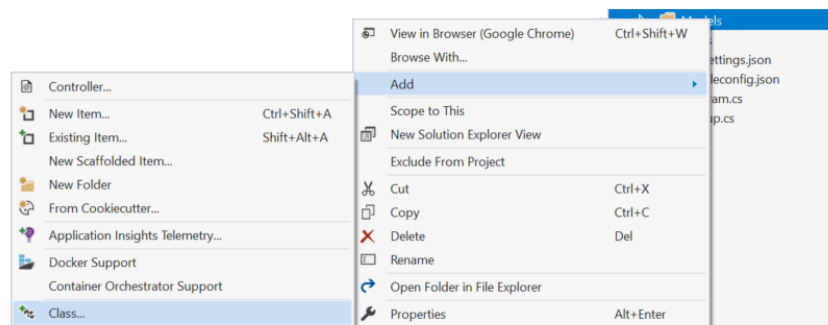 Models
View in Browser (Google Chrome) Ctrl+Shift+W
Browse With...
Add
Scope to This
New Solution Explorer View
Exclude From Project
Cut Ctrl+X
Copy Ctrl+C
Delete Del
Rename
Open Folder in File Explorer
Properties Alt+Enter
Controller...
New Item... Ctrl+Shift+A
Existing Item... Shift+Alt+A
New Scaffolded Item...
New Folder
From Cookiecutter...
Application Insights Telemetry...
Docker Support
Container Orchestrator Support
Class...
ettings.json
leconfig.json
am.cs
up.cs